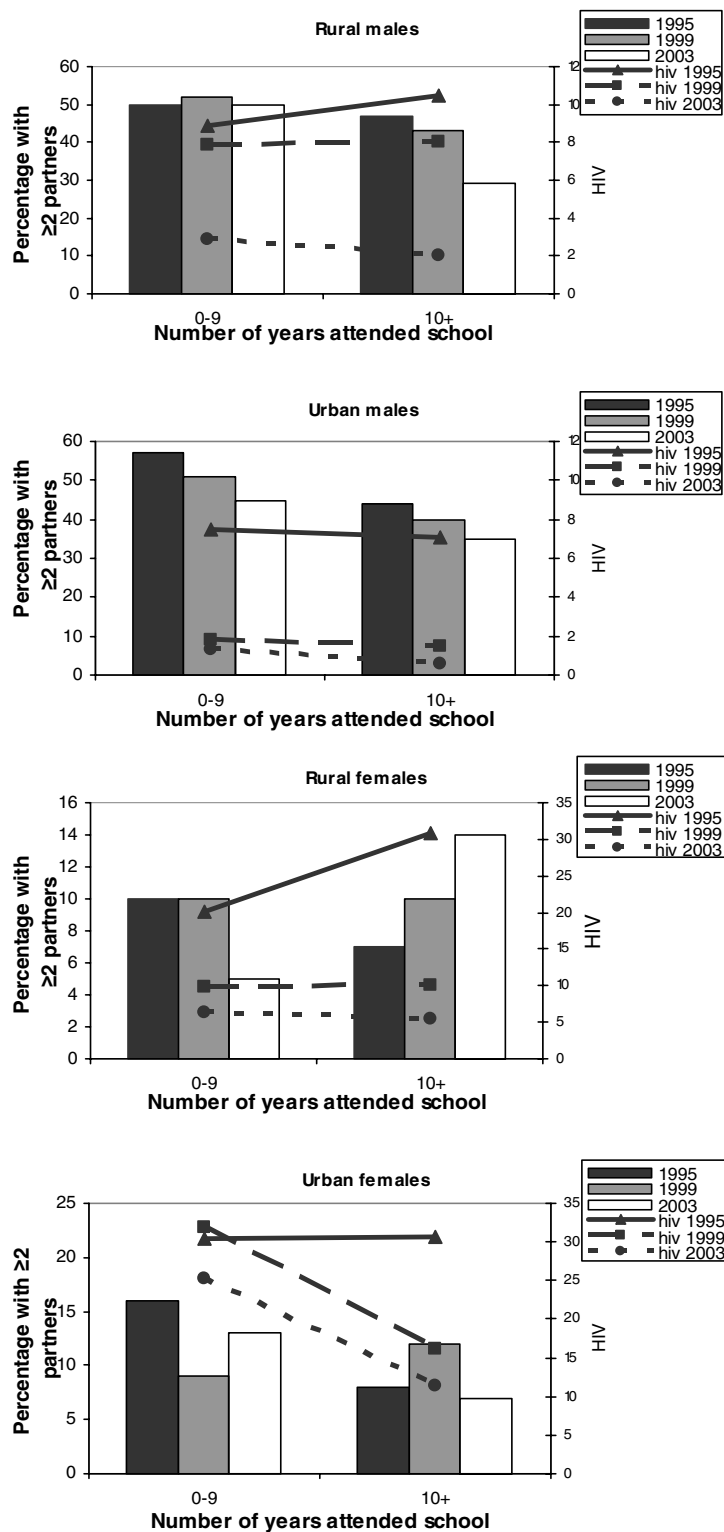 Rural males
1995
1999
2003
hiv 1995
hiv 1999
hiv 2003
Percentage with
≥2 partners
60
50
40
30
20
10
0
12
10
8
6
4
2
0
HIV
0-9
10+
Number of years attended school
Urban males
1995
1999
2003
hiv 1995
hiv 1999
hiv 2003
Percentage with
≥2 partners
60
50
40
30
20
10
0
12
10
8
6
4
2
0
HIV
0-9
10+
Number of years attended school
Rural females
1995
1999
2003
hiv 1995
hiv 1999
hiv 2003
Percentage with
≥2 partners
16
14
12
10
8
6
4
2
0
35
30
25
20
15
10
5
0
HIV
0-9
10+
Number of years attended school
Urban females
1995
1999
2003
hiv 1995
hiv 1999
hiv 2003
Percentage with ≥2
partners
25
20
15
10
5
0
35
30
25
20
15
10
5
0
HIV
0-9
10+
Number of years attended school